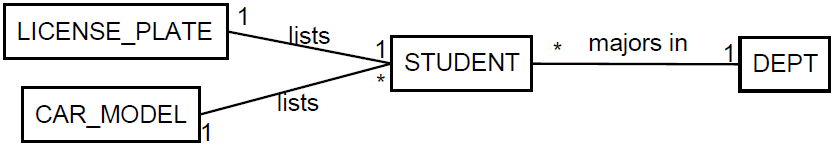 LICENSE_PLATE
1
lists
1
STUDENT
*
majors in
1
DEPT
*
lists
CAR_MODEL
1